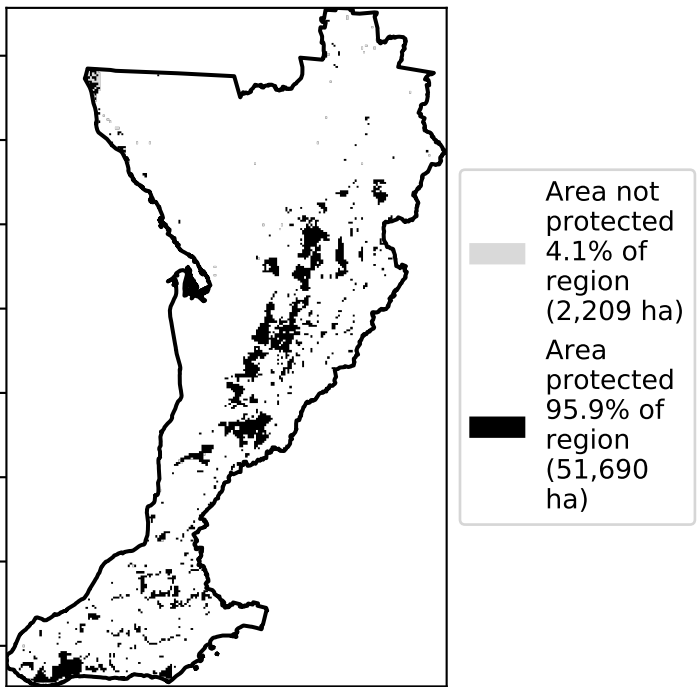 Area not
protected
4.1% of
region
(2,209 ha)
Area
protected
95.9% of
region
(51,690
ha)